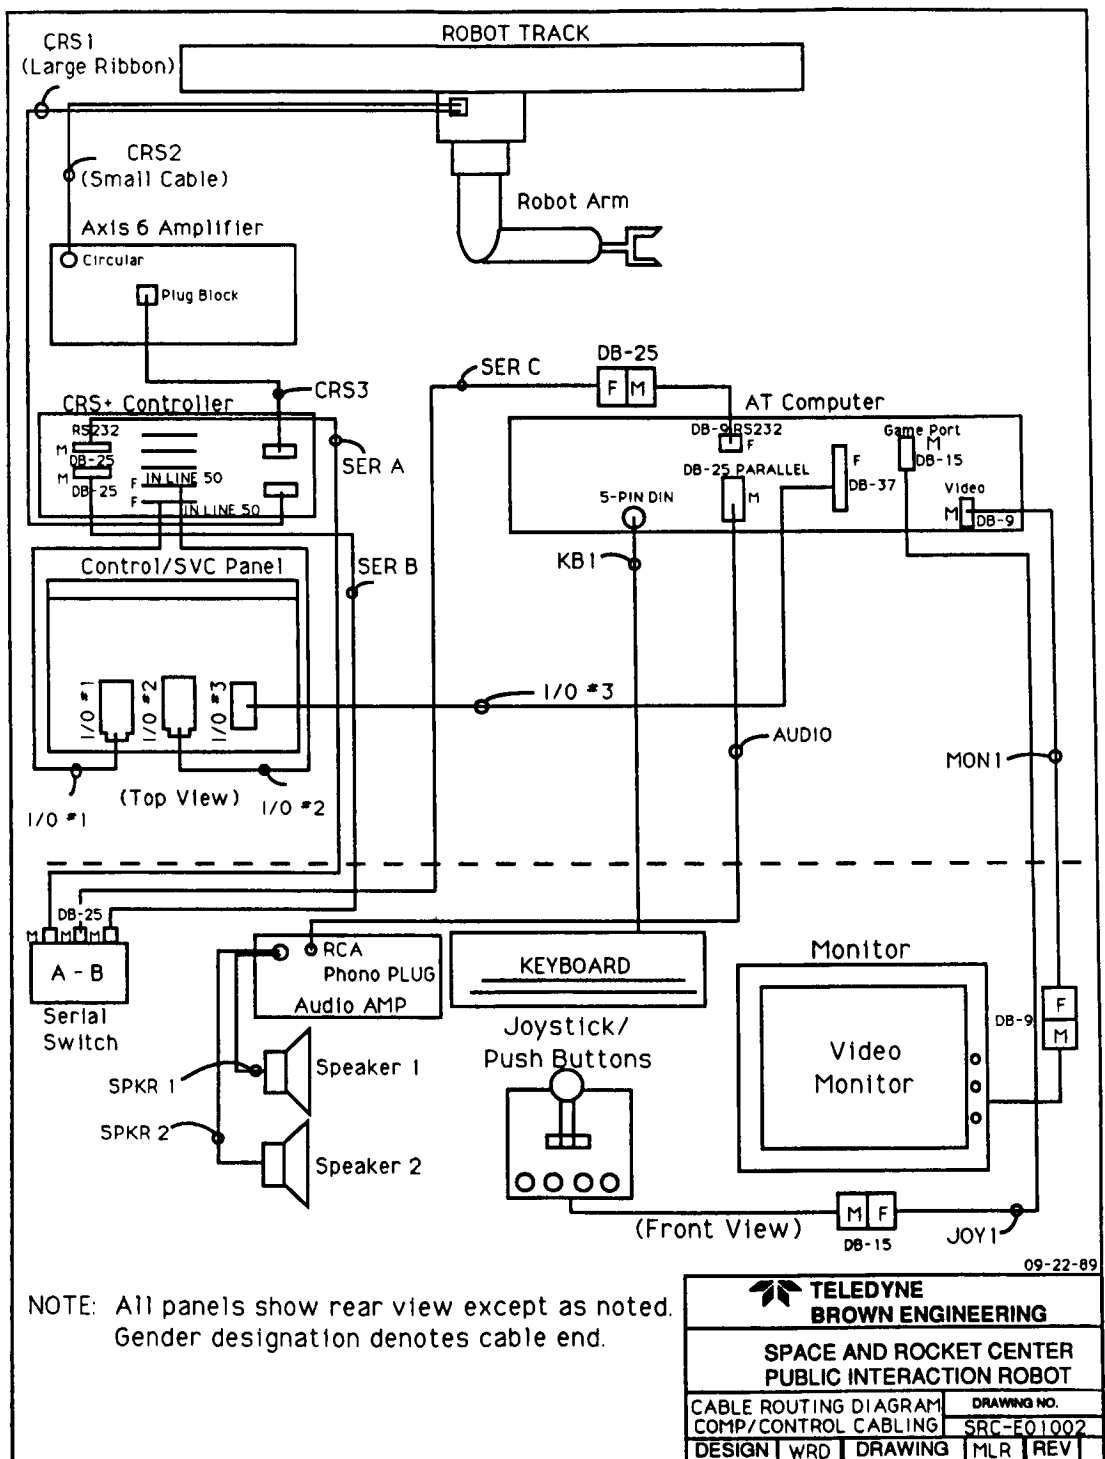 ROBOT TRACK
CRS1
(Large Ribbon)
CRS2
(Small Cable)
Robot Arm
Axis 6 Amplifier
Circular
Plug Block
SER C
DB-25
F M
CRS3
CRS+ Controller
RS232
M
DB-25
M
DB-25
F
IN LINE 50
F
IN LINE 50
SER A
AT Computer
DB-9 RS232
F
Game Port
M
DB-15
DB-25 PARALLEL
M
F
DB-37
5-PIN DIN
Video
M
DB-9
KB1
Control/SVC Panel
SER B
I/O #1
I/O #2
I/O #3
I/O #3
AUDIO
MON1
(Top View)
I/O #1
I/O #2
DB-25
M M M
A - B
Serial
Switch
RCA
Phono PLUG
Audio AMP
KEYBOARD
Monitor
Video
Monitor
DB-9
F
M
Joystick/
Push Buttons
SPKR 1
Speaker 1
SPKR 2
Speaker 2
(Front View)
M F
DB-15
JOY1
09-22-89
NOTE: All panels show rear view except as noted.
Gender designation denotes cable end.
TELEDYNE
BROWN ENGINEERING
SPACE AND ROCKET CENTER
PUBLIC INTERACTION ROBOT
CABLE ROUTING DIAGRAM
COMP/CONTROL CABLING
DRAWING NO.
SRC-E01002
DESIGN WRD DRAWING MLR REV